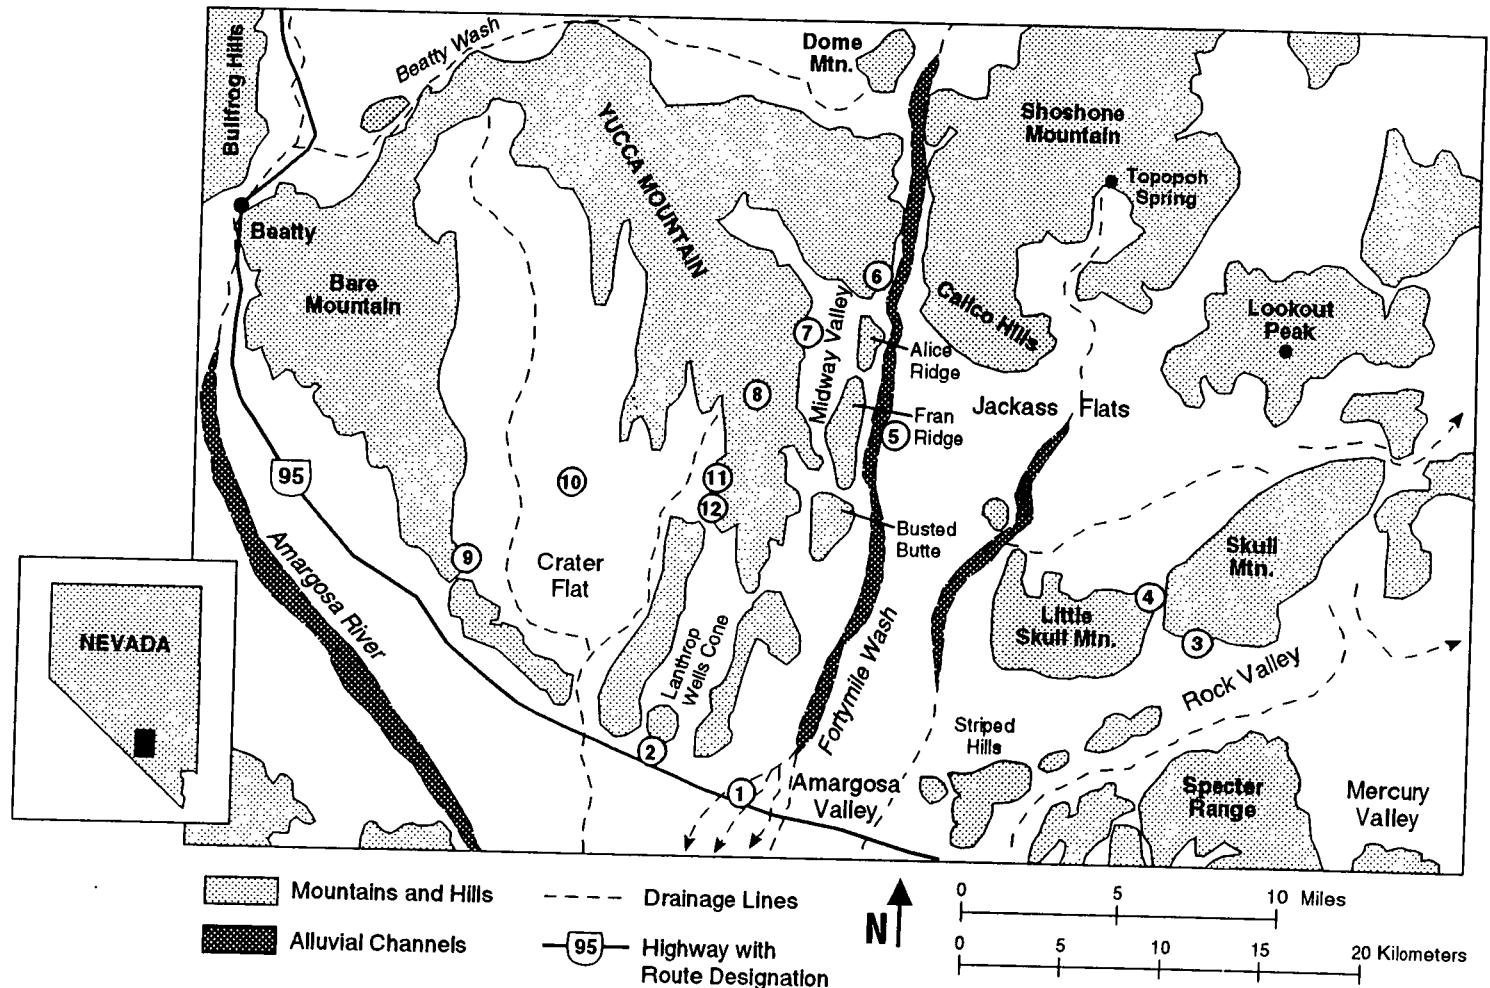 Bullfrog Hills
Beatty Wash
Dome
Mtn.
YUCCA MOUNTAIN
Shoshone
Mountain
Topopoh
Spring
Beatty
Bare
Mountain
6
Calico Hills
Lookout
Peak
7
Midway Valley
Alice
Ridge
8
Fran
Ridge
5
Jackass Flats
95
10
11
12
Busted
Butte
9
Crater
Flat
Skull
Mtn.
4
Little
Skull Mtn.
3
Amargosa River
NEVADA
Lanthrop
Wells Cone
Fortymile Wash
Rock Valley
Striped
Hills
2
1
Amargosa
Valley
Specter
Range
Mercury
Valley
Mountains and Hills
Drainage Lines
Alluvial Channels
95
Highway with
Route Designation
N
0 5 10 Miles
0 5 10 15 20 Kilometers